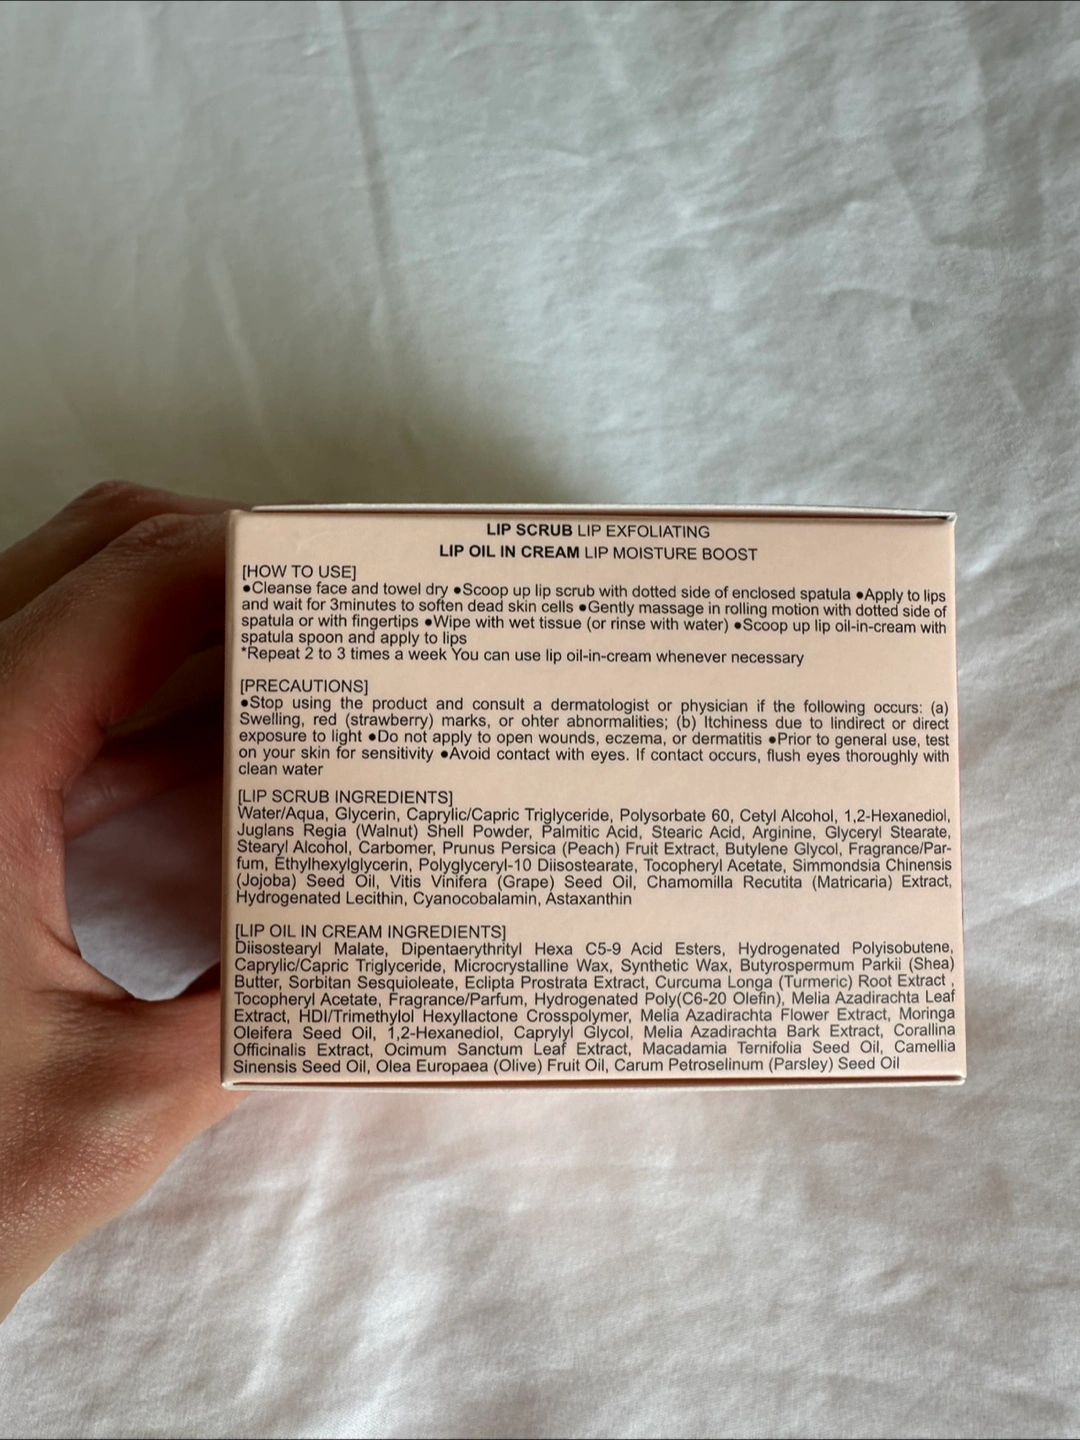 LIP SCRUB LIP EXFOLIATING
LIP OIL IN CREAM LIP MOISTURE BOOST
[HOW TO USE]
●Cleanse face and towel dry ●Scoop up lip scrub with dotted side of enclosed spatula ●Apply to lips
and wait for 3minutes to soften dead skin cells ●Gently massage in rolling motion with dotted side of
spatula or with fingertips ●Wipe with wet tissue (or rinse with water) ●Scoop up lip oil-in-cream with
spatula spoon and apply to lips
*Repeat 2 to 3 times a week You can use lip oil-in-cream whenever necessary
[PRECAUTIONS]
●Stop using the product and consult a dermatologist or physician if the following occurs: (a)
Swelling, red (strawberry) marks, or ohter abnormalities; (b) Itchiness due to lindirect or direct
exposure to light ●Do not apply to open wounds, eczema, or dermatitis ●Prior to general use, test
on your skin for sensitivity ●Avoid contact with eyes. If contact occurs, flush eyes thoroughly with
clean water
[LIP SCRUB INGREDIENTS]
Water/Aqua, Glycerin, Caprylic/Capric Triglyceride, Polysorbate 60, Cetyl Alcohol, 1,2-Hexanediol,
Juglans Regia (Walnut) Shell Powder, Palmitic Acid, Stearic Acid, Arginine, Glyceryl Stearate,
Stearyl Alcohol, Carbomer, Prunus Persica (Peach) Fruit Extract, Butylene Glycol, Fragrance/Par-
fum, Ethylhexylglycerin, Polyglyceryl-10 Diisostearate, Tocopheryl Acetate, Simmondsia Chinensis
(Jojoba) Seed Oil, Vitis Vinifera (Grape) Seed Oil, Chamomilla Recutita (Matricaria) Extract,
Hydrogenated Lecithin, Cyanocobalamin, Astaxanthin
[LIP OIL IN CREAM INGREDIENTS]
Diisostearyl Malate, Dipentaerythrityl Hexa C5-9 Acid Esters, Hydrogenated Polyisobutene,
Caprylic/Capric Triglyceride, Microcrystalline Wax, Synthetic Wax, Butyrospermum Parkii (Shea)
Butter, Sorbitan Sesquioleate, Eclipta Prostrata Extract, Curcuma Longa (Turmeric) Root Extract ,
Tocopheryl Acetate, Fragrance/Parfum, Hydrogenated Poly(C6-20 Olefin), Melia Azadirachta Leaf
Extract, HDI/Trimethylol Hexyllactone Crosspolymer, Melia Azadirachta Flower Extract, Moringa
Oleifera Seed Oil, 1,2-Hexanediol, Caprylyl Glycol, Melia Azadirachta Bark Extract, Corallina
Officinalis Extract, Ocimum Sanctum Leaf Extract, Macadamia Ternifolia Seed Oil, Camellia
Sinensis Seed Oil, Olea Europaea (Olive) Fruit Oil, Carum Petroselinum (Parsley) Seed Oil